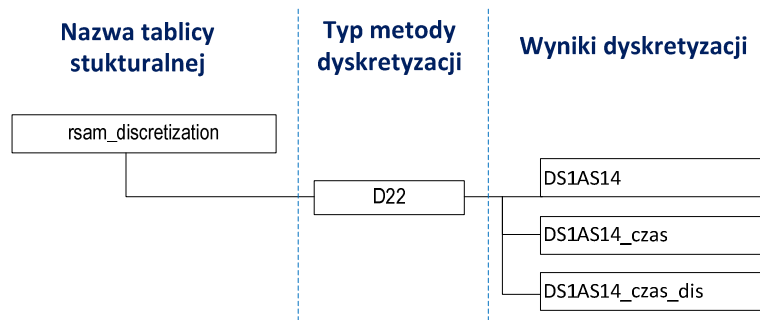 Nazwa tablicy
stukturalnej
Typ metody
dyskretyzacji
Wyniki dyskretyzacji
rsam_discretization
D22
DS1AS14
DS1AS14_czas
DS1AS14_czas_dis